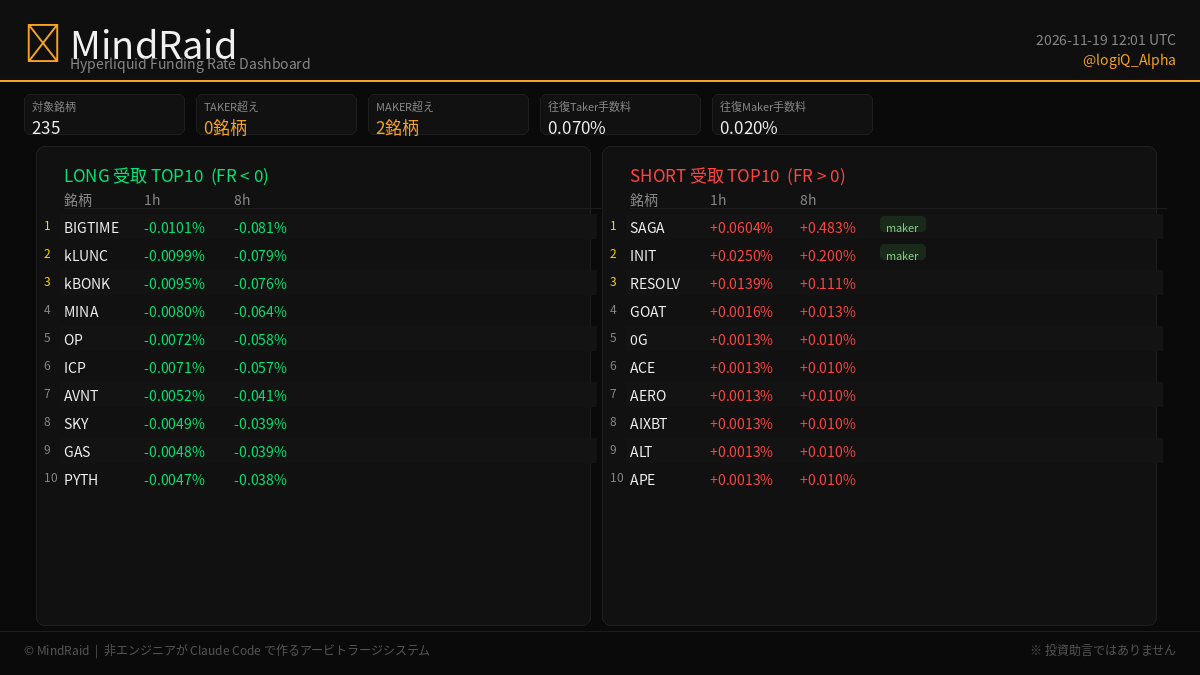 MindRaid
Hyperliquid Funding Rate Dashboard
2026-11-19 12:01 UTC
@logiQ_Alpha
対象銘柄
235
TAKER超え
0銘柄
MAKER超え
2銘柄
往復Taker手数料
0.070%
往復Maker手数料
0.020%
LONG 受取 TOP10 (FR < 0)
銘柄 1h 8h
1 BIGTIME -0.0101% -0.081%
2 kLUNC -0.0099% -0.079%
3 kBONK -0.0095% -0.076%
4 MINA -0.0080% -0.064%
5 OP -0.0072% -0.058%
6 ICP -0.0071% -0.057%
7 AVNT -0.0052% -0.041%
8 SKY -0.0049% -0.039%
9 GAS -0.0048% -0.039%
10 PYTH -0.0047% -0.038%
SHORT 受取 TOP10 (FR > 0)
銘柄 1h 8h
1 SAGA +0.0604% +0.483% maker
2 INIT +0.0250% +0.200% maker
3 RESOLV +0.0139% +0.111%
4 GOAT +0.0016% +0.013%
5 0G +0.0013% +0.010%
6 ACE +0.0013% +0.010%
7 AERO +0.0013% +0.010%
8 AIXBT +0.0013% +0.010%
9 ALT +0.0013% +0.010%
10 APE +0.0013% +0.010%
© MindRaid | 非エンジニアが Claude Code で作るアービトラージシステム
※ 投資助言ではありません